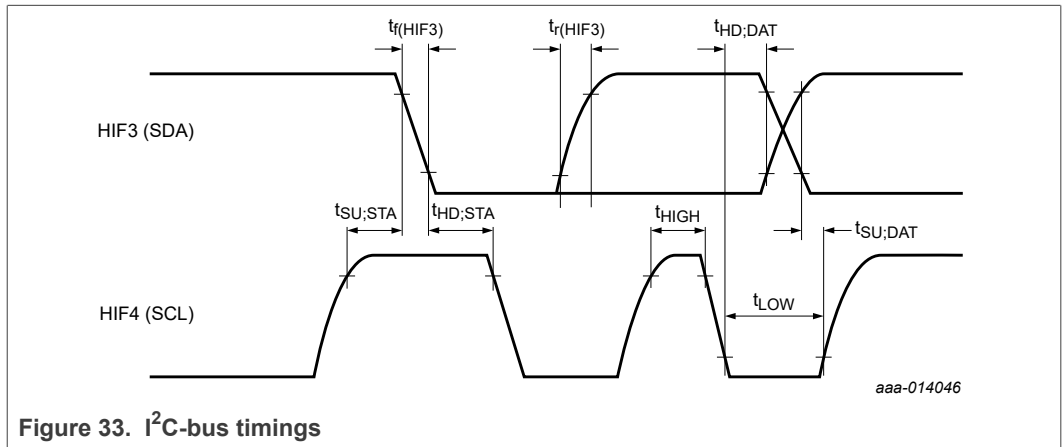 tf(HIF3) tr(HIF3) tHD;DAT
HIF3 (SDA)
tSU;STA tHD;STA tHIGH tSU;DAT
HIF4 (SCL) tLOW
aaa-014046
Figure 33. I²C-bus timings